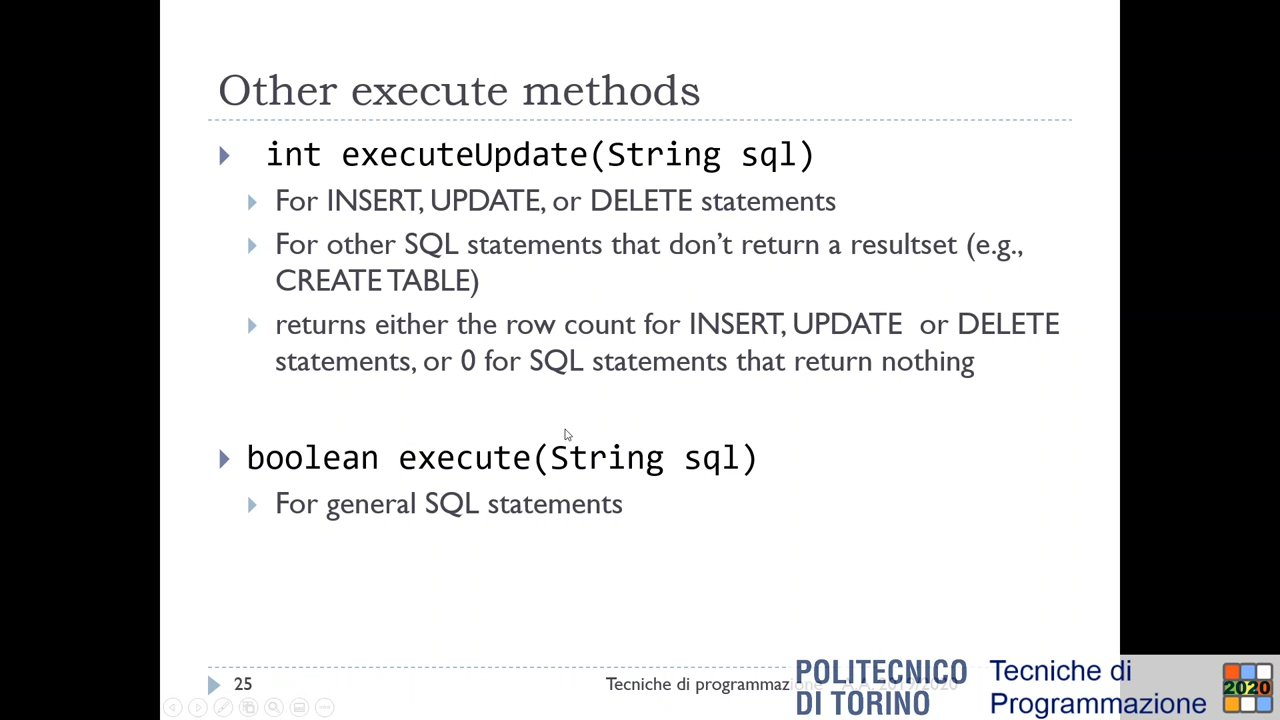 Other execute methods
int executeUpdate(String sql)
For INSERT, UPDATE, or DELETE statements
For other SQL statements that don’t return a resultset (e.g.,
CREATE TABLE)
returns either the row count for INSERT, UPDATE or DELETE
statements, or 0 for SQL statements that return nothing
boolean execute(String sql)
For general SQL statements
25
Tecniche di programmazione A.A. 2019/2020
POLITECNICO
DI TORINO
Tecniche di
Programmazione
2020